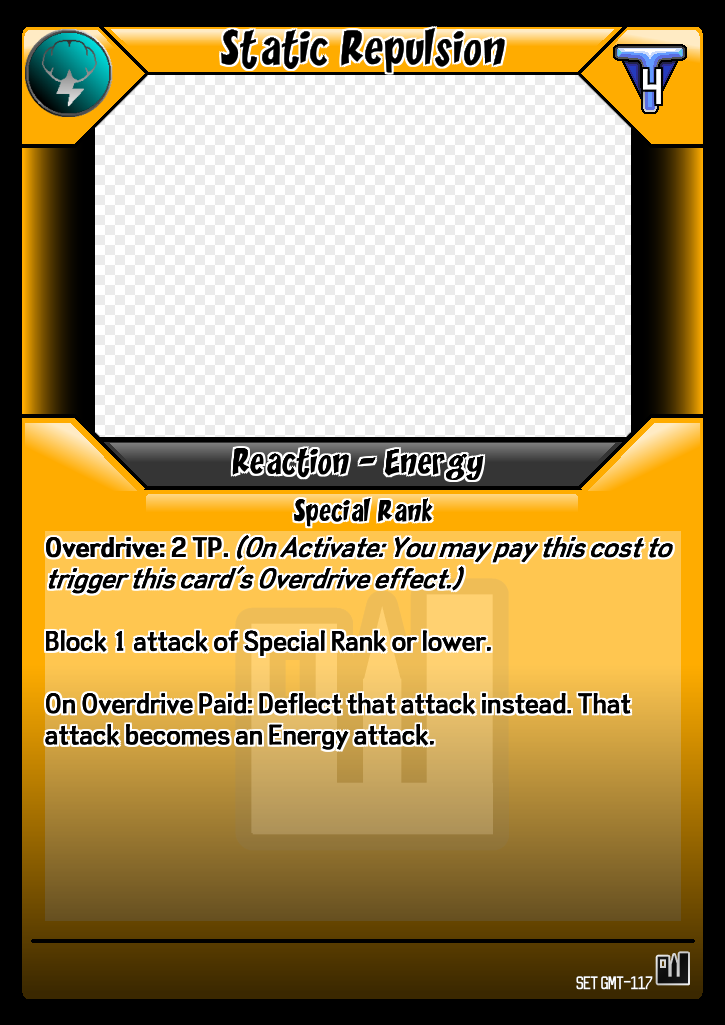 Static Repulsion
4
Reaction - Energy
Special Rank
Overdrive: 2 TP. (On Activate: You may pay this cost to
trigger this card's Overdrive effect.)
Block 1 attack of Special Rank or lower.
On Overdrive Paid: Deflect that attack instead. That
attack becomes an Energy attack.
SET GMT-117